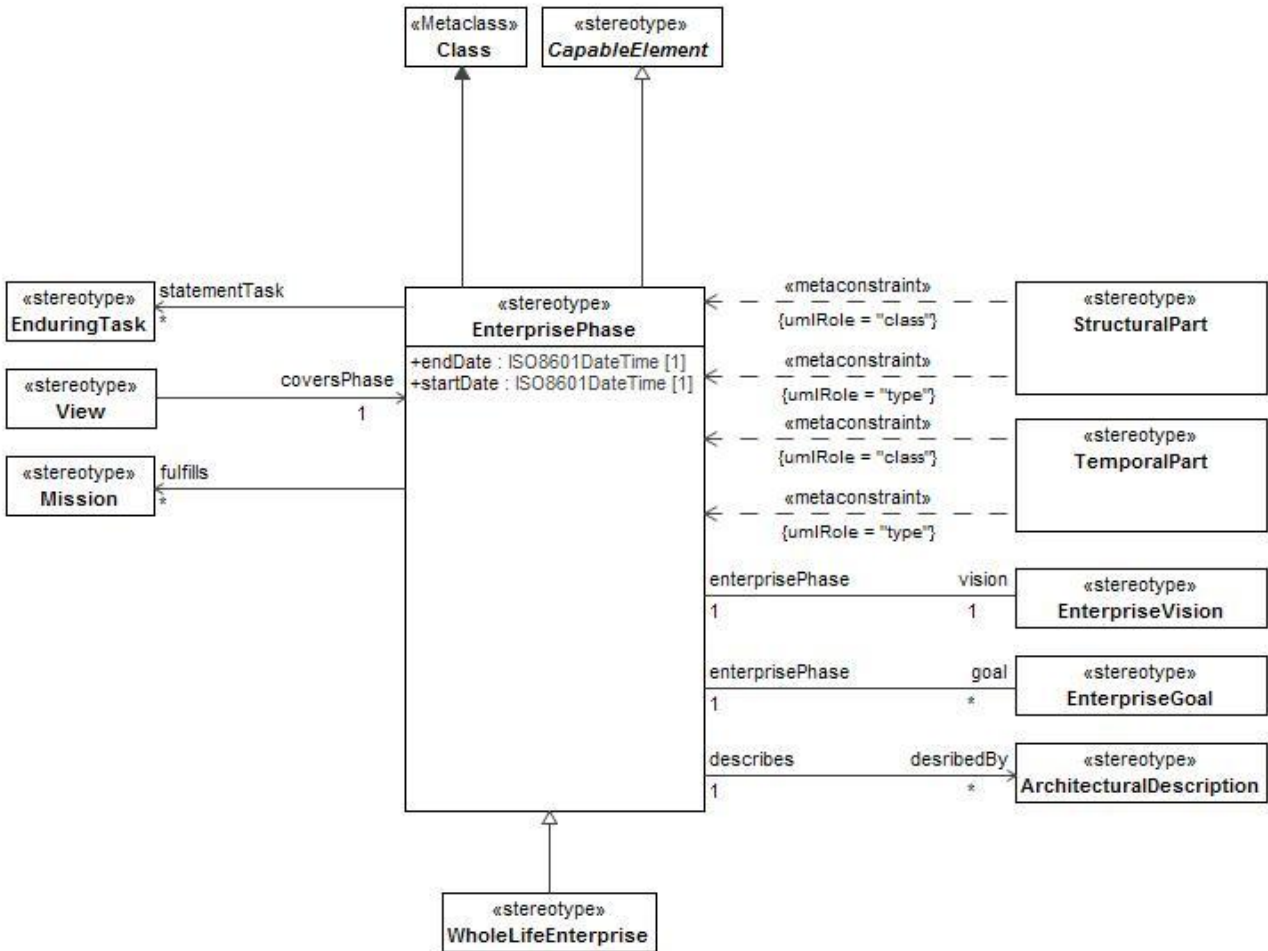 «Metaclass»
Class
«stereotype»
CapableElement
«stereotype»
EnduringTask
statementTask
*
«stereotype»
View
coversPhase
1
«stereotype»
Mission
fulfills
*
«stereotype»
EnterprisePhase
+endDate : ISO8601DateTime [1]
+startDate : ISO8601DateTime [1]
«metaconstraint»
{umlRole = "class"}
«metaconstraint»
{umlRole = "type"}
«stereotype»
StructuralPart
«metaconstraint»
{umlRole = "class"}
«metaconstraint»
{umlRole = "type"}
«stereotype»
TemporalPart
enterprisePhase
1
vision
1
«stereotype»
EnterpriseVision
enterprisePhase
1
goal
*
«stereotype»
EnterpriseGoal
describes
1
desribedBy
*
«stereotype»
ArchitecturalDescription
«stereotype»
WholeLifeEnterprise